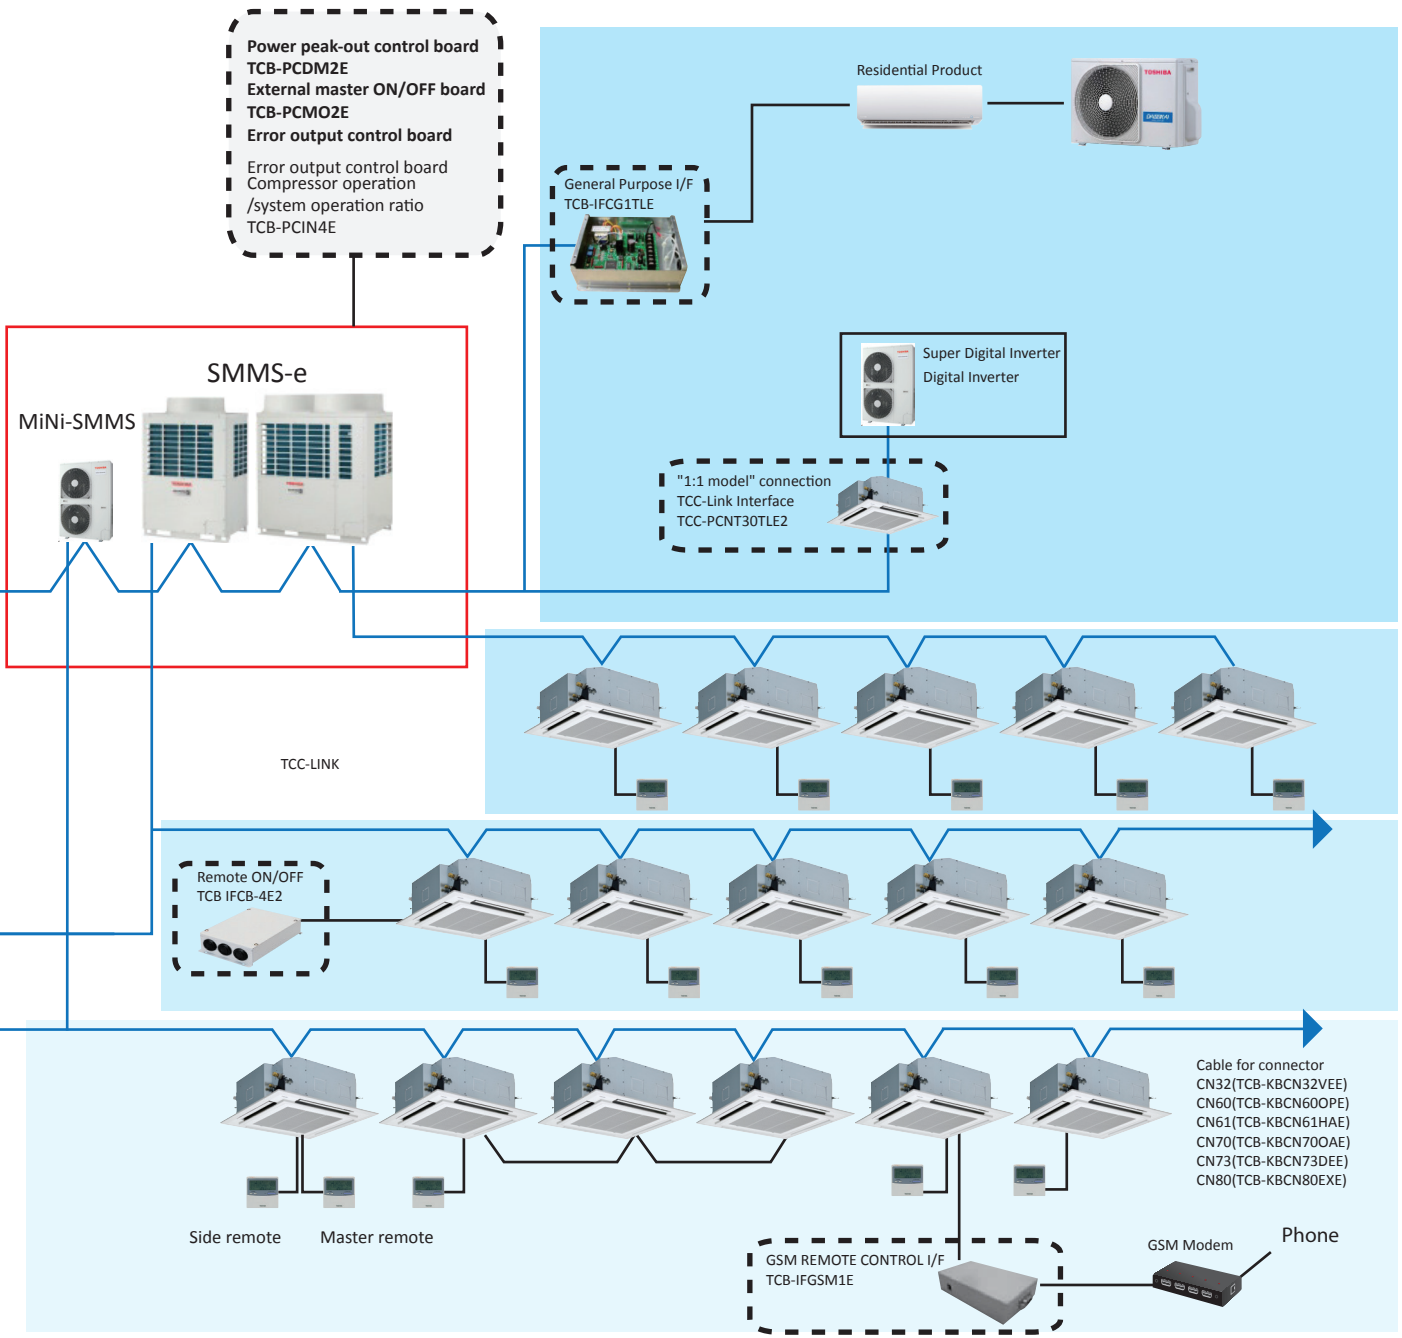 Power peak-out control board
TCB-PCDM2E
External master ON/OFF board
TCB-PCMO2E
Error output control board
Error output control board
Compressor operation
/system operation ratio
TCB-PCIN4E
Residential Product
TOSHIBA
General Purpose I/F
TCB-IFCG1TLE
SMMS-e
MiNi-SMMS
Super Digital Inverter
Digital Inverter
"1:1 model" connection
TCC-Link Interface
TCC-PCNT30TLE2
TCC-LINK
Remote ON/OFF
TCB IFCB-4E2
Cable for connector
CN32(TCB-KBCN32VEE)
CN60(TCB-KBCN60OPE)
CN61(TCB-KBCN61HAE)
CN70(TCB-KBCN70OAE)
CN73(TCB-KBCN73DEE)
CN80(TCB-KBCN80EXE)
Side remote
Master remote
GSM REMOTE CONTROL I/F
TCB-IFGSM1E
GSM Modem
Phone